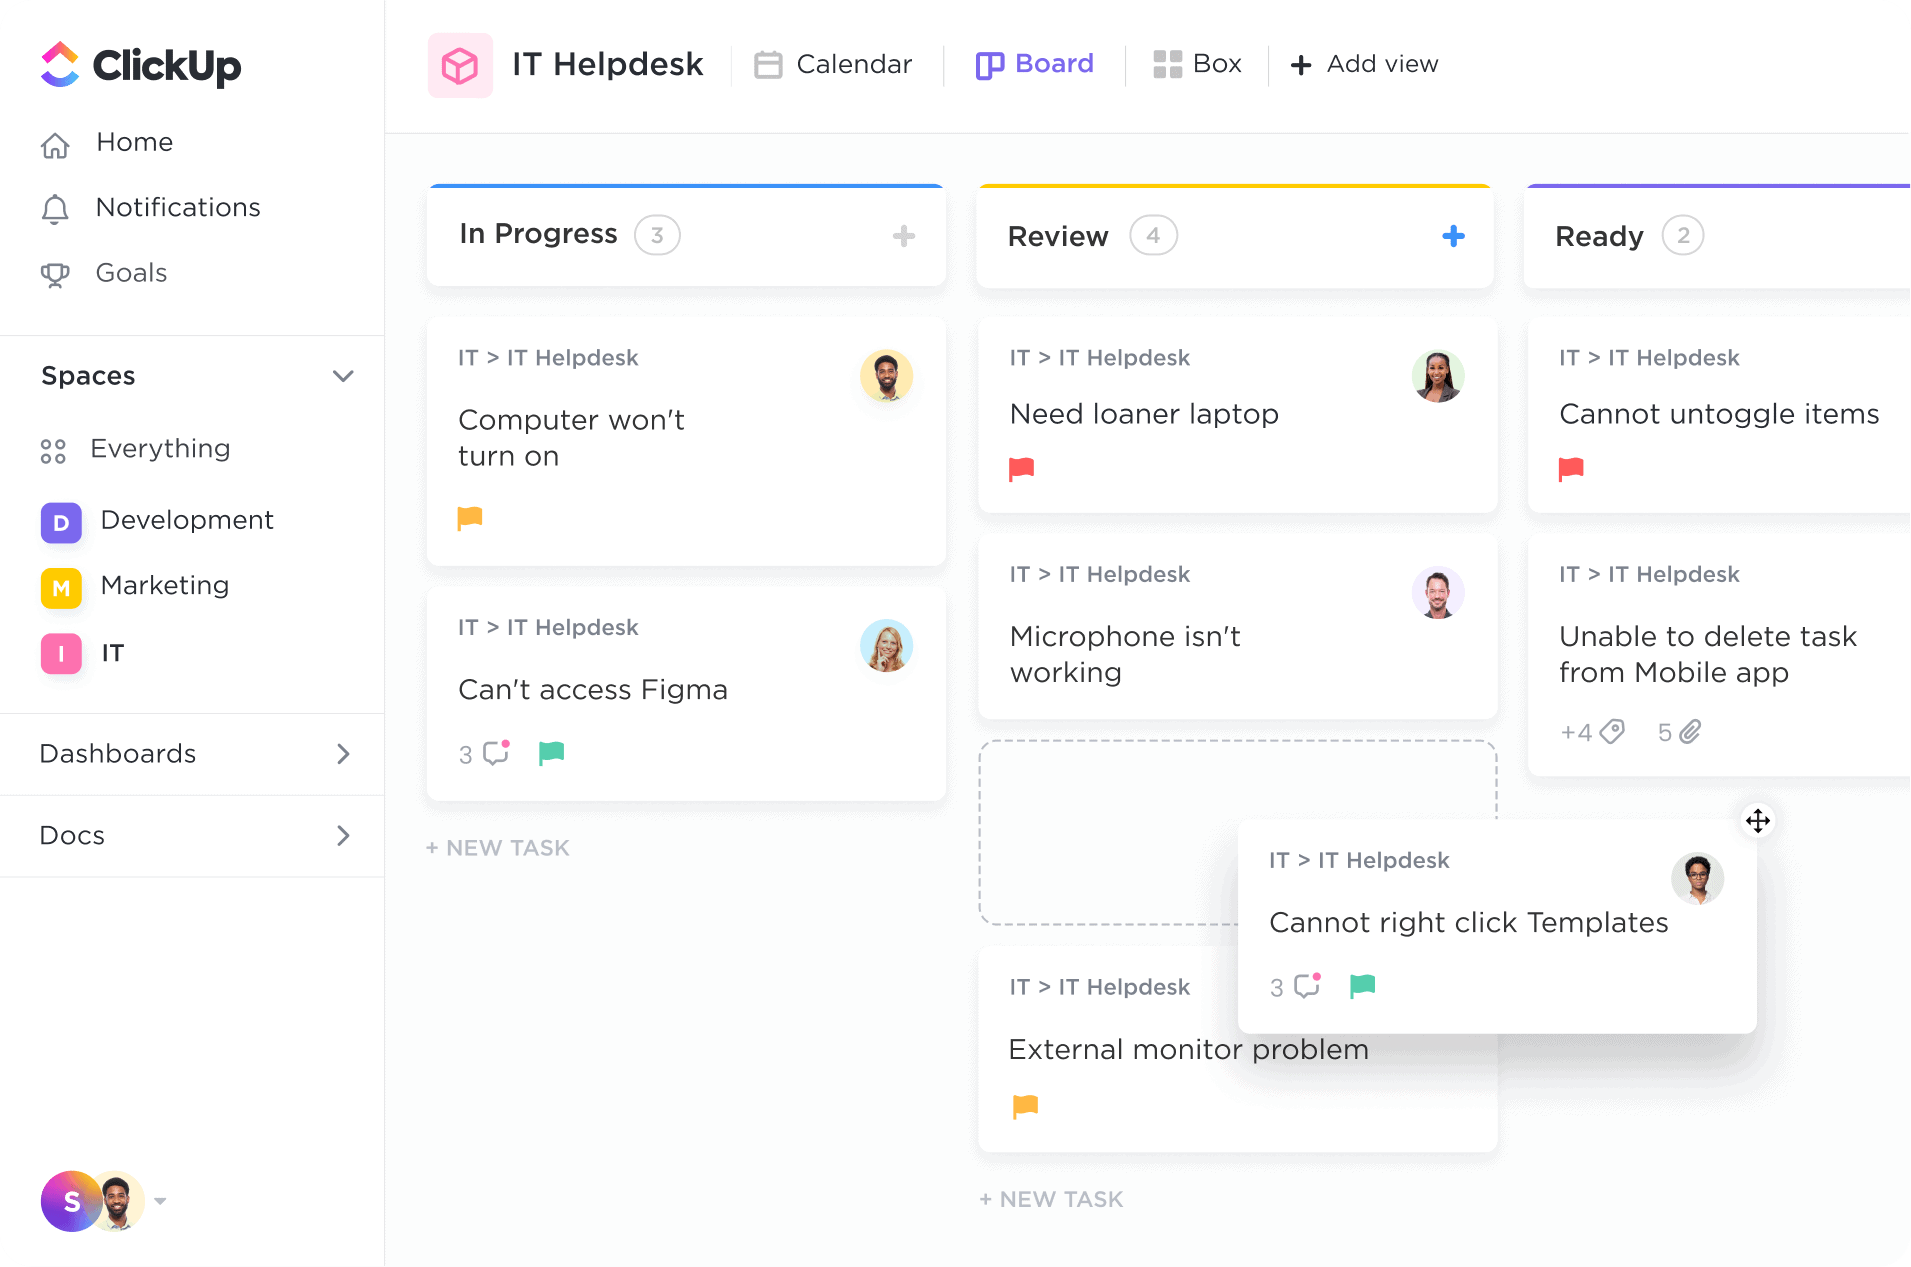 ClickUp
Home
Notifications
Goals
Spaces
Everything
D Development
M Marketing
I IT
Dashboards
Docs
S
IT Helpdesk
Calendar
Board
Box
+ Add view
In Progress 3 +
IT > IT Helpdesk
Computer won't
turn on
IT > IT Helpdesk
Can't access Figma
3
+ NEW TASK
Review 4 +
IT > IT Helpdesk
Need loaner laptop
IT > IT Helpdesk
Microphone isn't
working
IT > IT Helpdesk
Cannot right click Templates
3
IT > IT Helpdesk
External monitor problem
+ NEW TASK
Ready 2
IT > IT Helpdesk
Cannot untoggle items
IT > IT Helpdesk
Unable to delete task
from Mobile app
+4 5